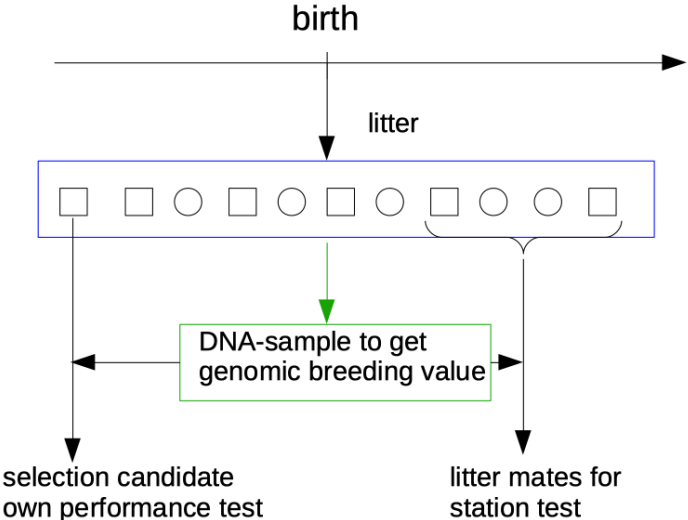 birth
litter
DNA-sample to get
genomic breeding value
selection candidate
own performance test
litter mates for
station test